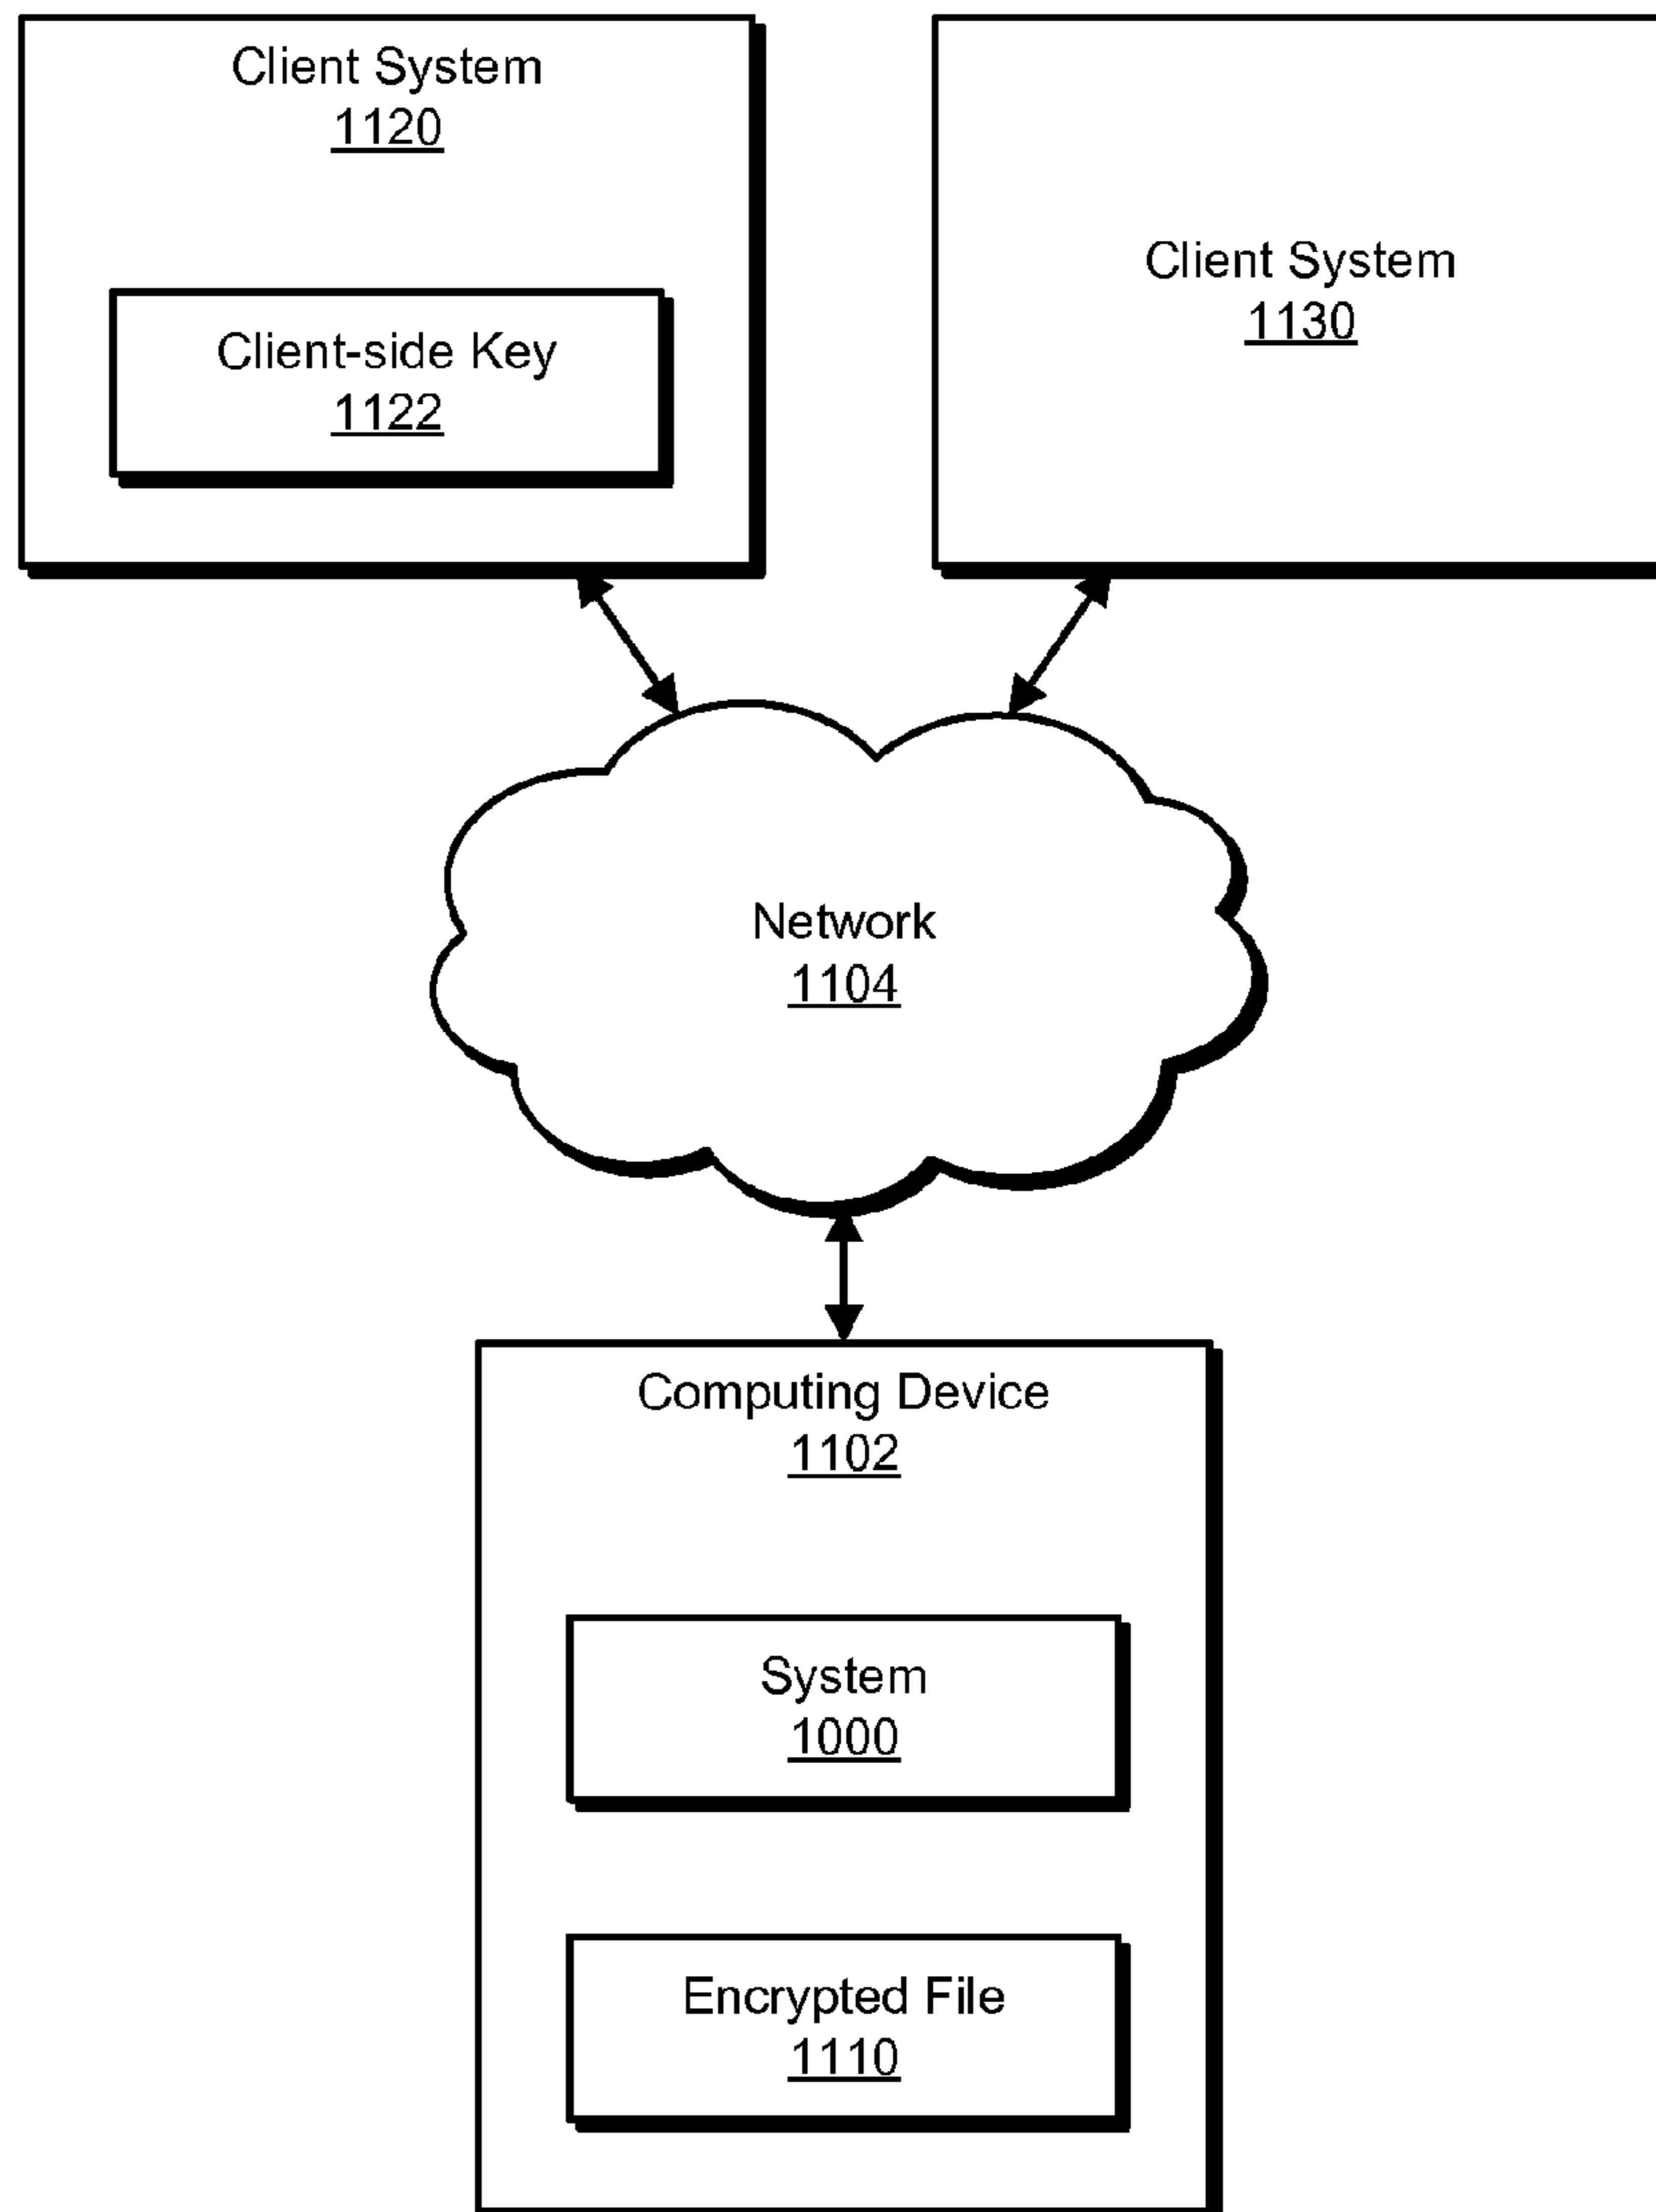 Client System
1120
Client-side Key
1122
Client System
1130
Network
1104
Computing Device
1102
System
1000
Encrypted File
1110